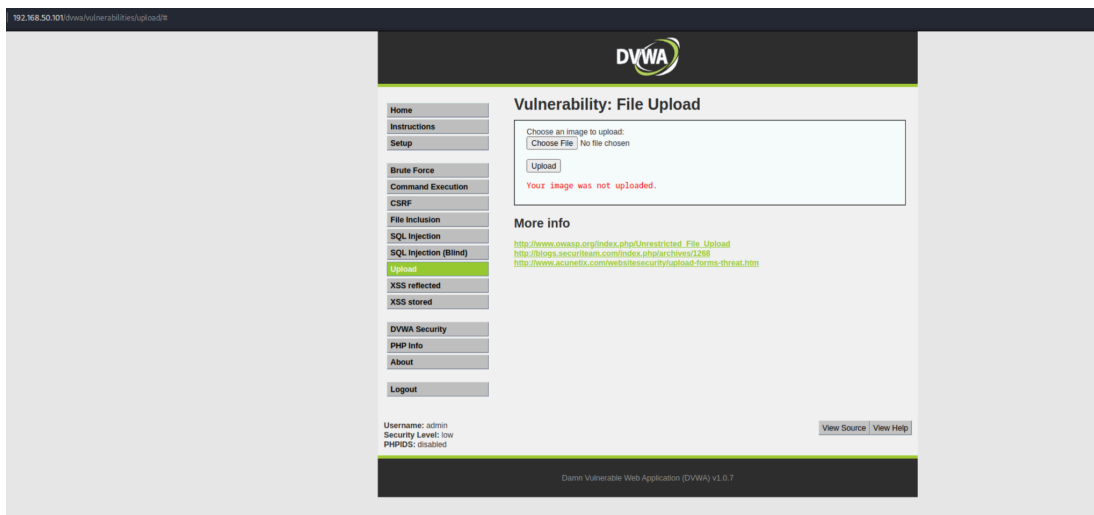 192.168.50.101/dvwa/vulnerabilities/upload/#
DVWA
Home
Instructions
Setup
Brute Force
Command Execution
CSRF
File Inclusion
SQL Injection
SQL Injection (Blind)
Upload
XSS reflected
XSS stored
DVWA Security
PHP Info
About
Logout
Vulnerability: File Upload
Choose an image to upload:
Choose File No file chosen
Upload
Your image was not uploaded.
More info
http://www.owasp.org/index.php/Unrestricted_File_Upload
http://blogs.securiteam.com/index.php/archives/1268
http://www.acunetix.com/websitesecurity/upload-forms-threat.htm
Username: admin
Security Level: low
PHPIDS: disabled
View Source View Help
Damn Vulnerable Web Application (DVWA) v1.0.7